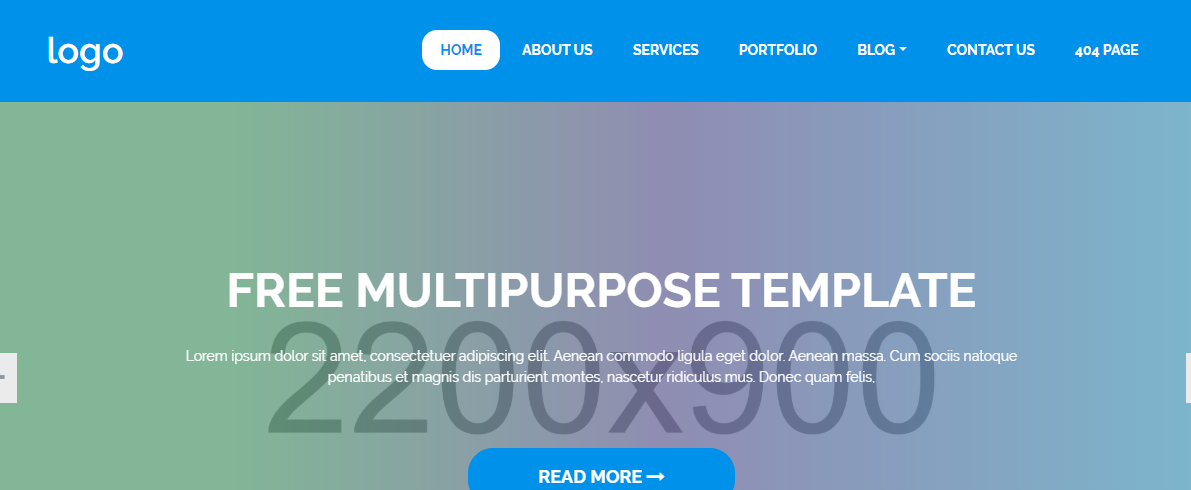 logo
HOME ABOUT US SERVICES PORTFOLIO BLOG CONTACT US 404 PAGE
FREE MULTIPURPOSE TEMPLATE
2200x900
Lorem ipsum dolor sit amet, consectetuer adipiscing elit. Aenean commodo ligula eget dolor. Aenean massa. Cum sociis natoque
penatibus et magnis dis parturient montes, nascetur ridiculus mus. Donec quam felis,
READ MORE →